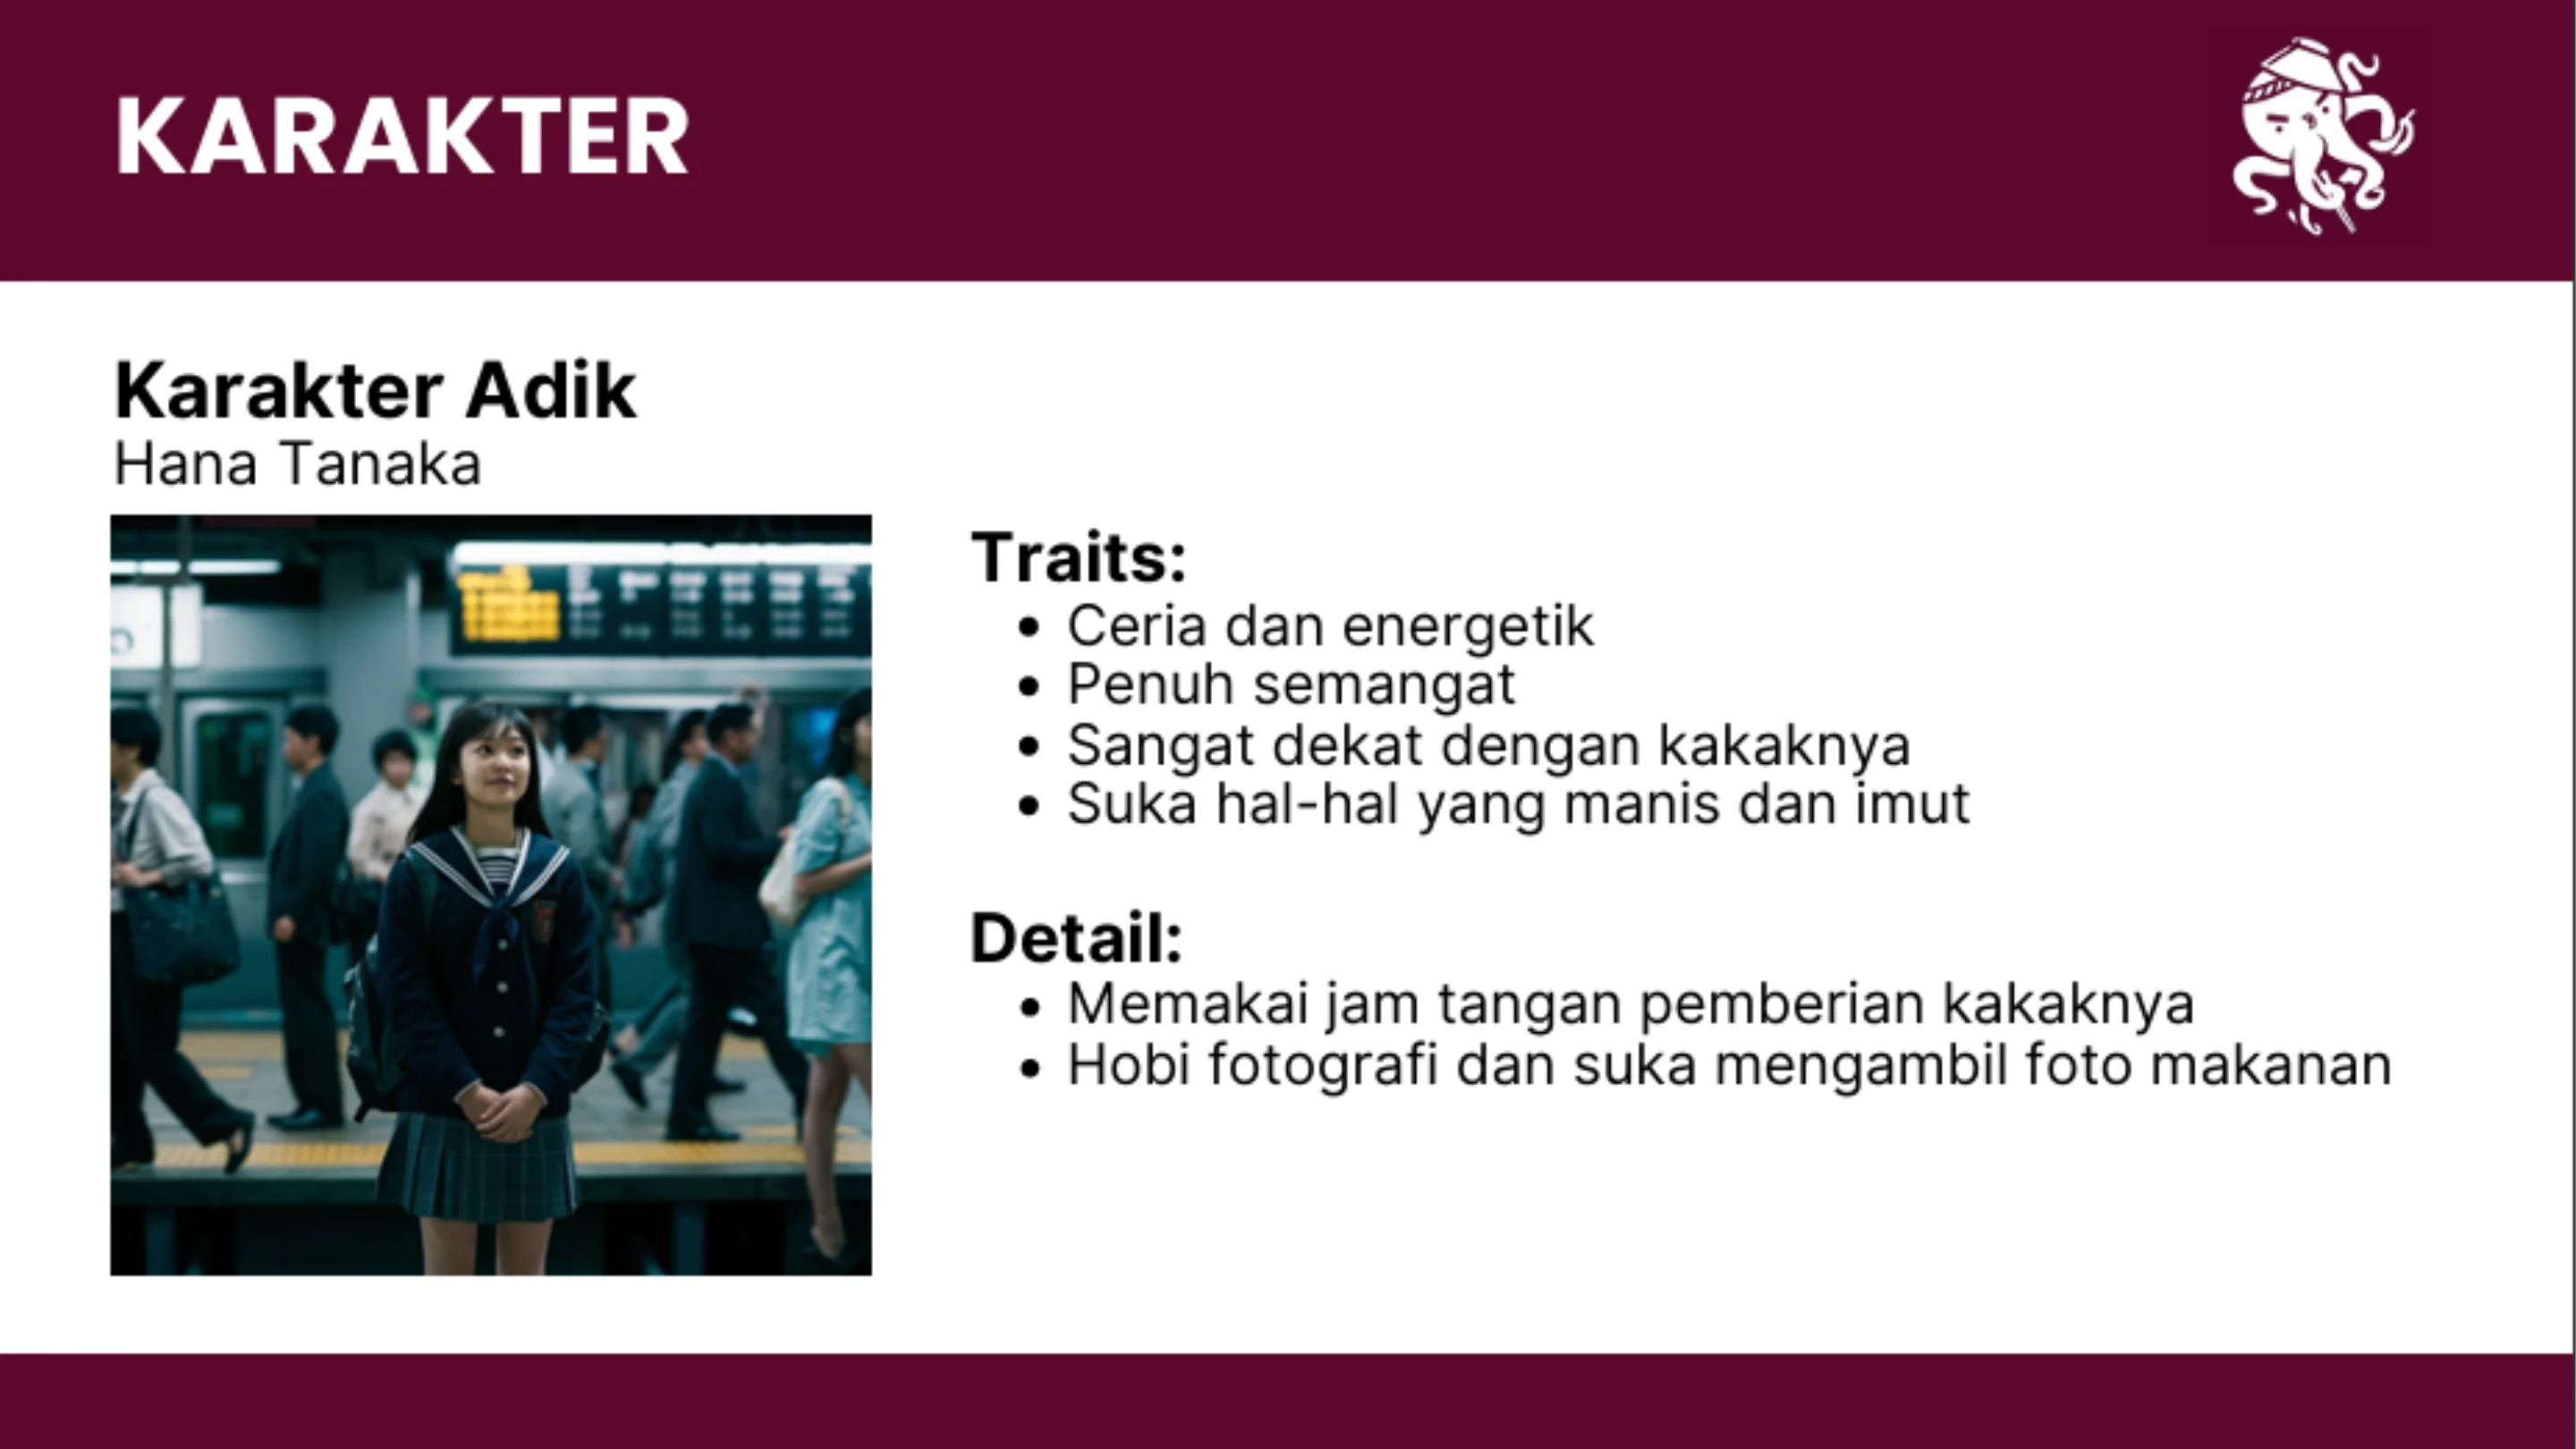 KARAKTER
Karakter Adik
Hana Tanaka
Traits:
• Ceria dan energetik
• Penuh semangat
• Sangat dekat dengan kakaknya
• Suka hal-hal yang manis dan imut
Detail:
• Memakai jam tangan pemberian kakaknya
• Hobi fotografi dan suka mengambil foto makanan